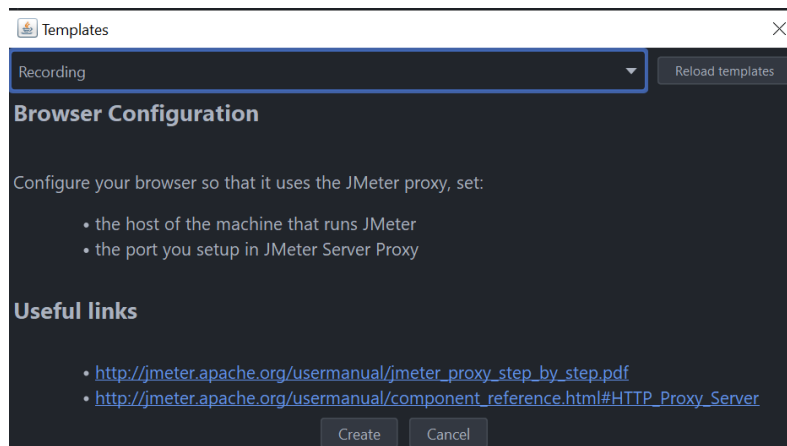 Templates
Recording
Reload templates
Browser Configuration
Configure your browser so that it uses the JMeter proxy, set:
• the host of the machine that runs JMeter
• the port you setup in JMeter Server Proxy
Useful links
• http://jmeter.apache.org/usermanual/jmeter_proxy_step_by_step.pdf
• http://jmeter.apache.org/usermanual/component_reference.html#HTTP_Proxy_Server
Create Cancel